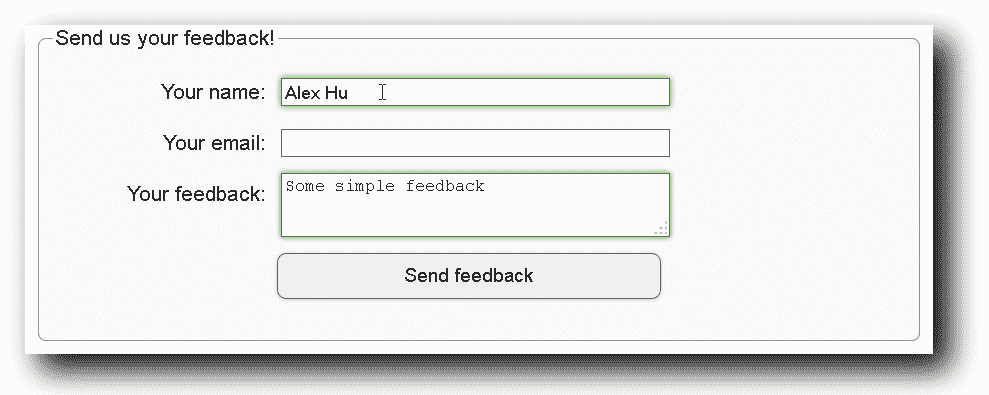 Send us your feedback!
Your name: Alex Hu
Your email:
Your feedback: Some simple feedback
Send feedback